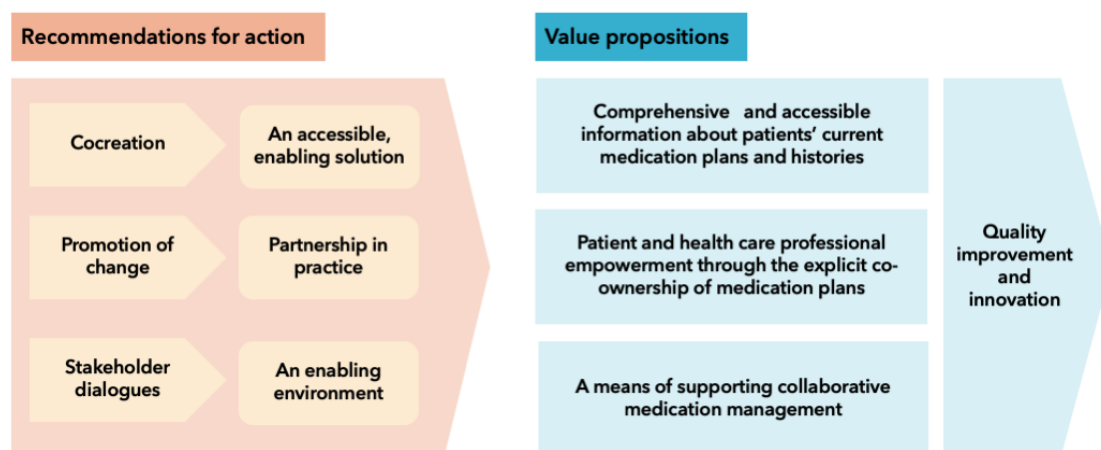 Recommendations for action
Cocreation
An accessible,
enabling solution
Promotion of
change
Partnership in
practice
Stakeholder
dialogues
An enabling
environment
Value propositions
Comprehensive and accessible
information about patients’ current
medication plans and histories
Patient and health care professional
empowerment through the explicit co-
ownership of medication plans
A means of supporting collaborative
medication management
Quality
improvement
and
innovation